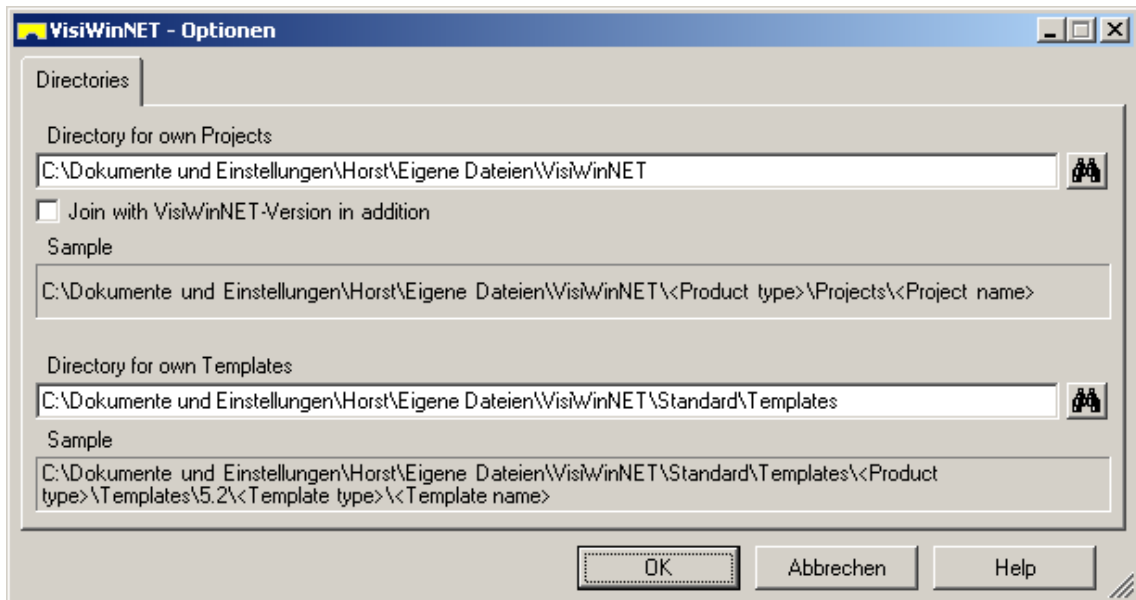 VisiWinNET - Optionen
Directories
Directory for own Projects
C:\Dokumente und Einstellungen\Horst\Eigene Dateien\VisiWinNET
Join with VisiWinNET-Version in addition
Sample
C:\Dokumente und Einstellungen\Horst\Eigene Dateien\VisiWinNET\<Product type>\Projects\<Project name>
Directory for own Templates
C:\Dokumente und Einstellungen\Horst\Eigene Dateien\VisiWinNET\Standard\Templates
Sample
C:\Dokumente und Einstellungen\Horst\Eigene Dateien\VisiWinNET\Standard\Templates\<Product
type>\Templates\5.2\<Template type>\<Template name>
OK Abbrechen Help